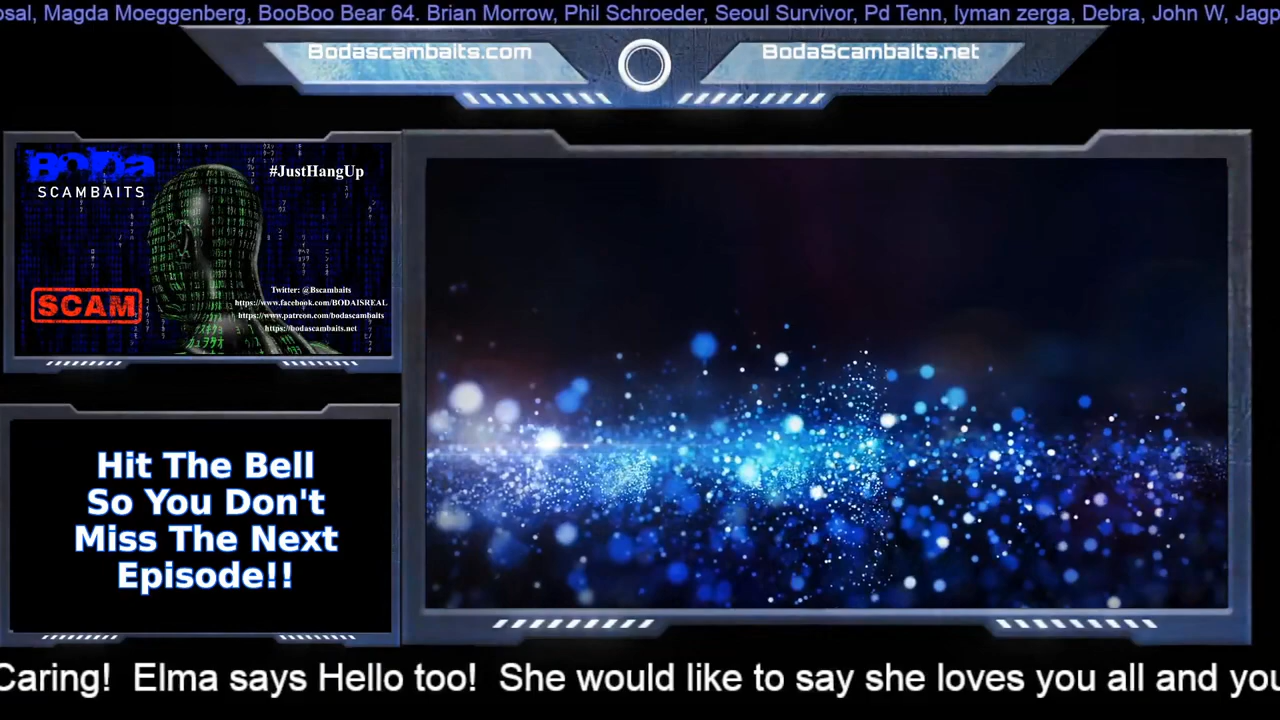 osal, Magda Moeggenberg, BooBoo Bear 64. Brian Morrow, Phil Schroeder, Seoul Survivor, Pd Tenn, lyman zerga, Debra, John W, Jagp
Bodascambaits.com
BodaScambaits.net
BoDa
SCAMBAITS
#JustHangUp
SCAM
Twitter: @Bscambaits
https://www.facebook.com/BODAISREAL
https://www.patreon.com/bodascambaits
https://bodascambaits.net
Hit The Bell
So You Don't
Miss The Next
Episode!!
Caring!  Elma says Hello too!  She would like to say she loves you all and you